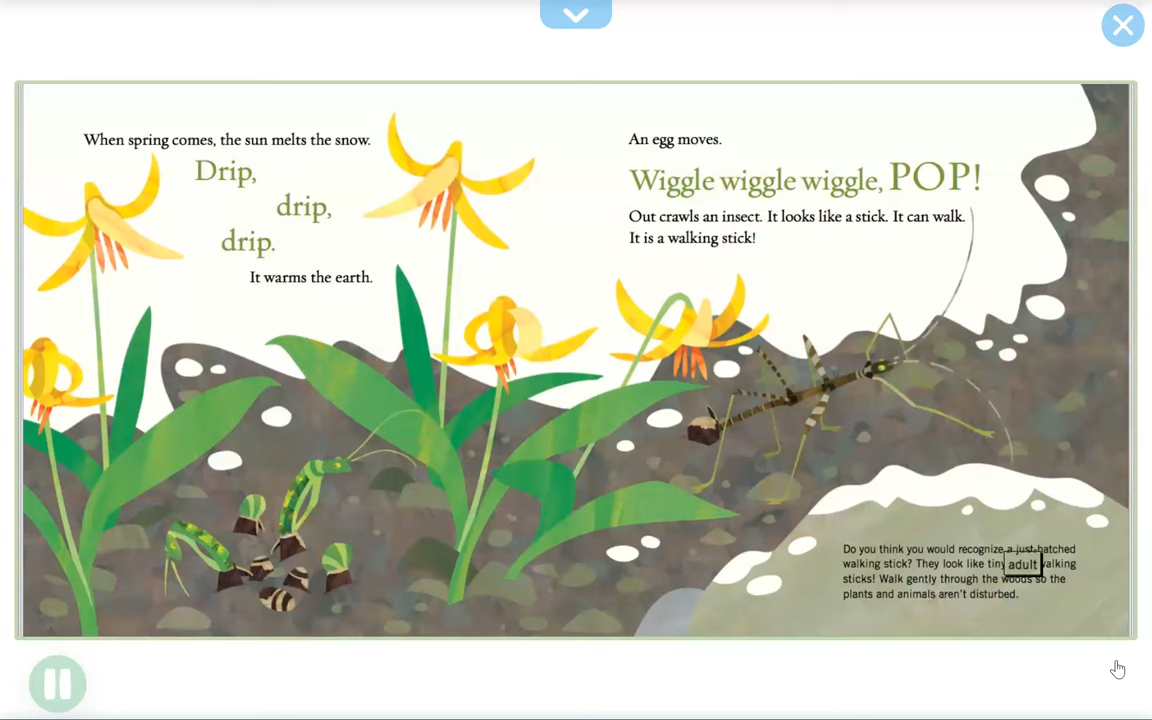 When spring comes, the sun melts the snow.
Drip,
drip,
drip.
It warms the earth.
An egg moves.
Wiggle wiggle wiggle, POP!
Out crawls an insect. It looks like a stick. It can walk.
It is a walking stick!
Do you think you would recognize a just-hatched
walking stick? They look like tiny adult walking
sticks! Walk gently through the woods so the
plants and animals aren't disturbed.